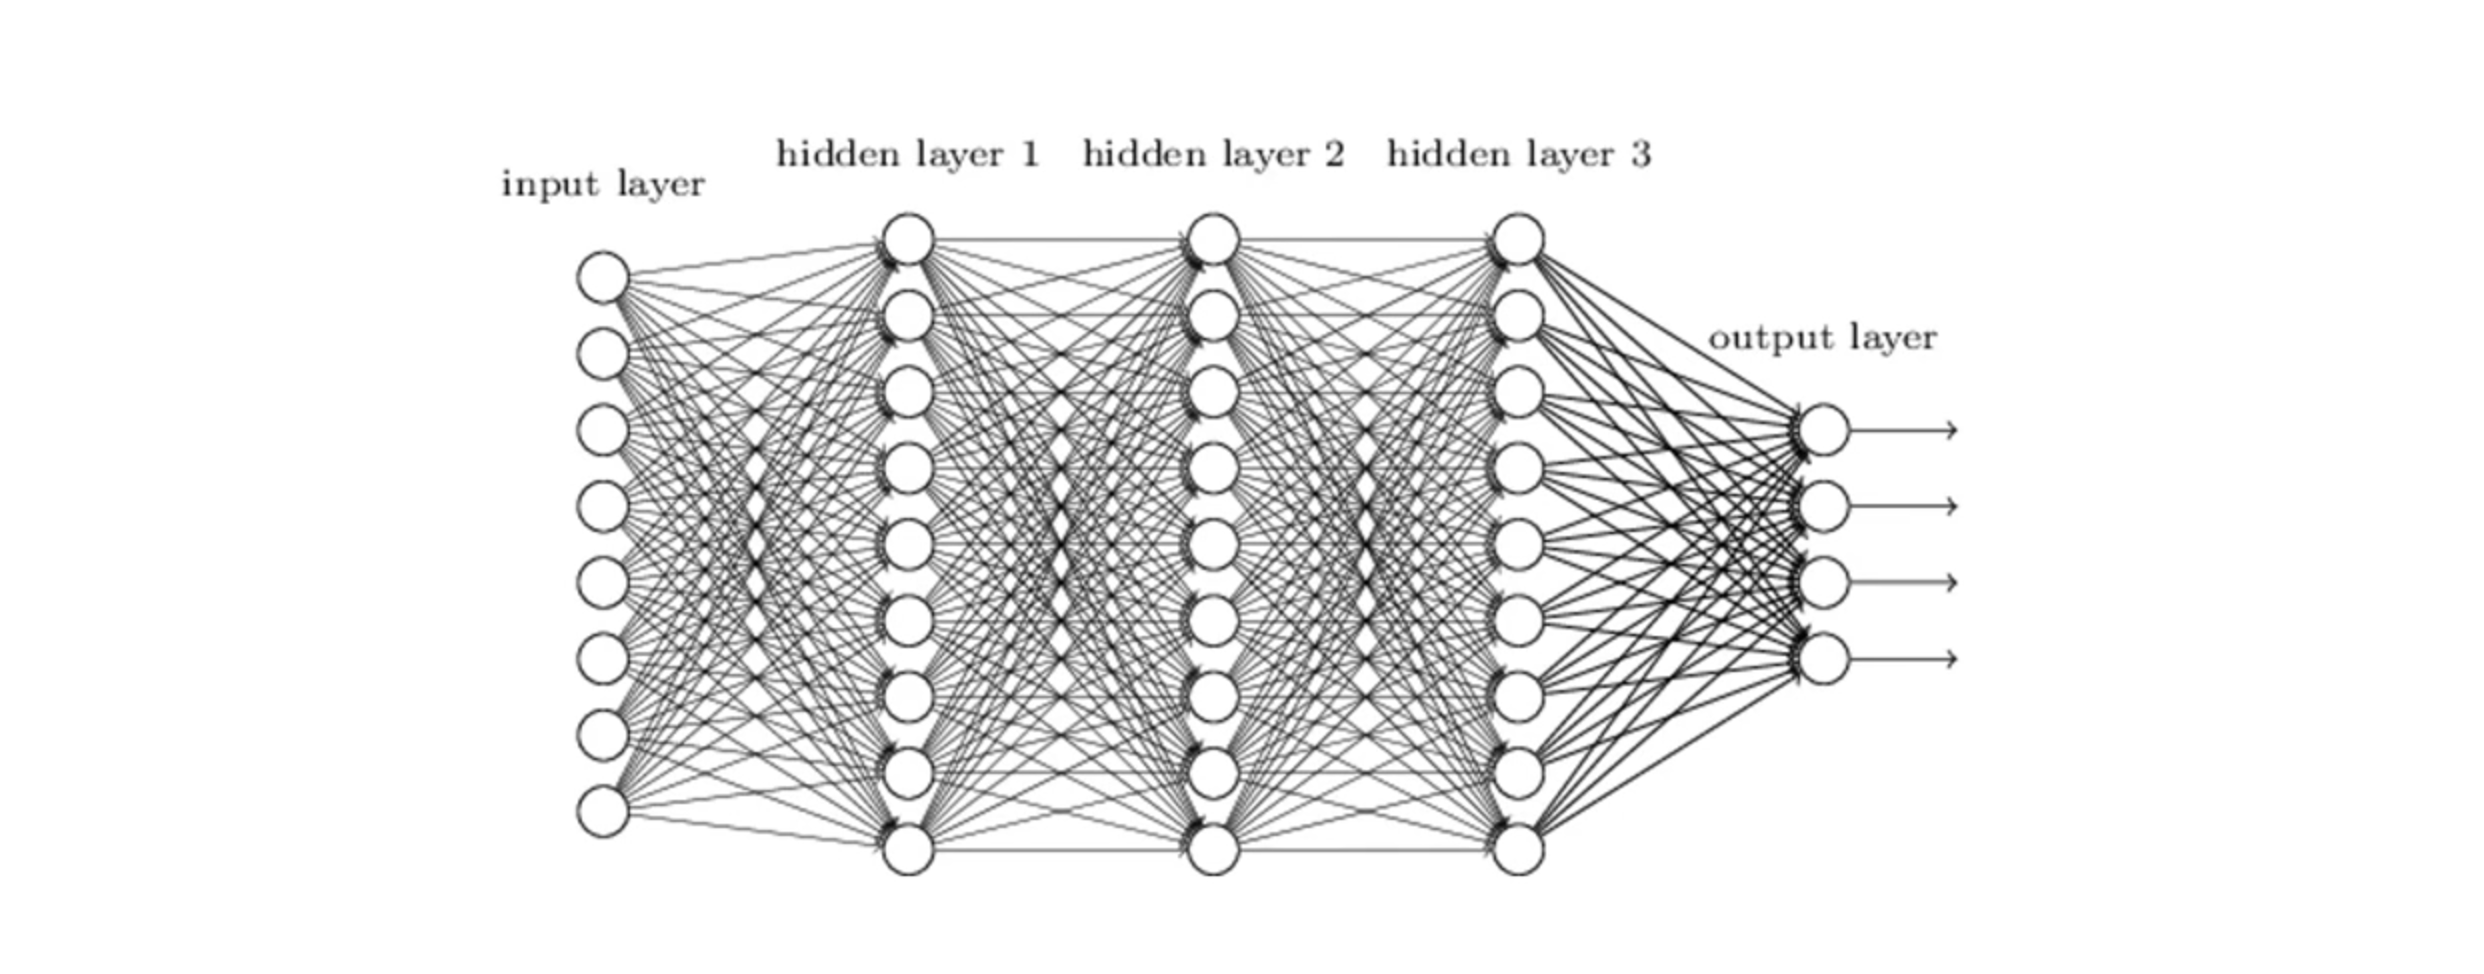 input layer
hidden layer 1
hidden layer 2
hidden layer 3
output layer